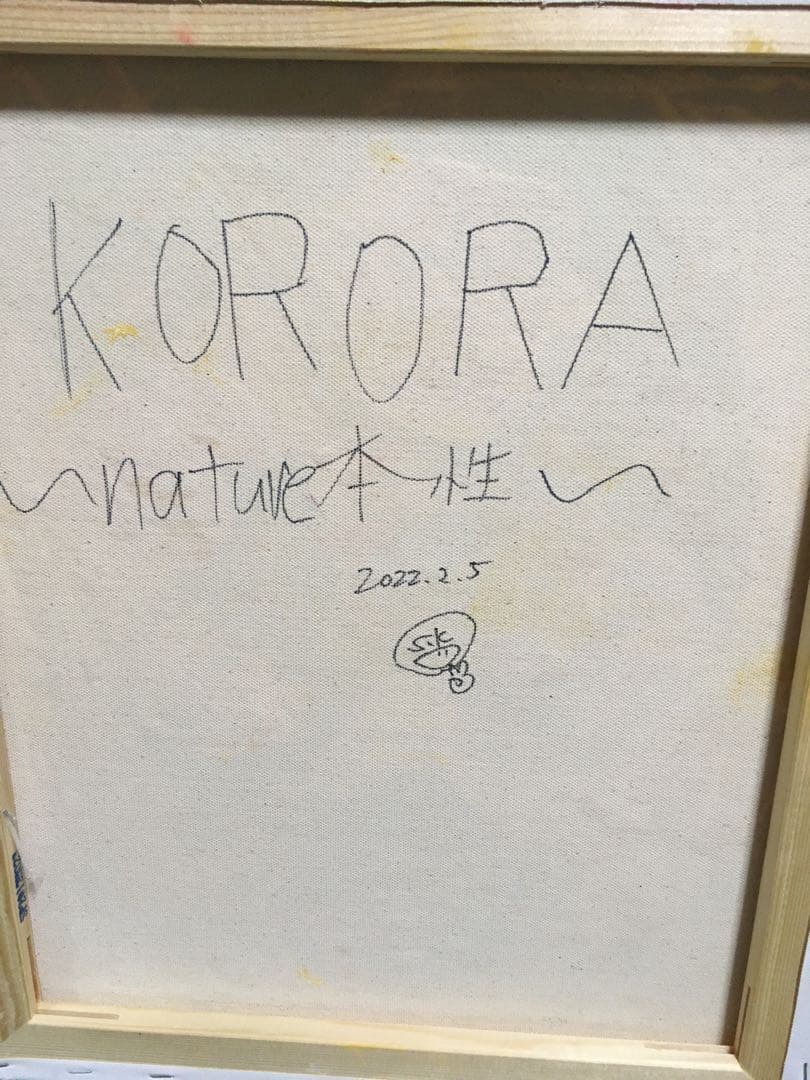 KORORA
~nature本性~
2022.2.5
S.K